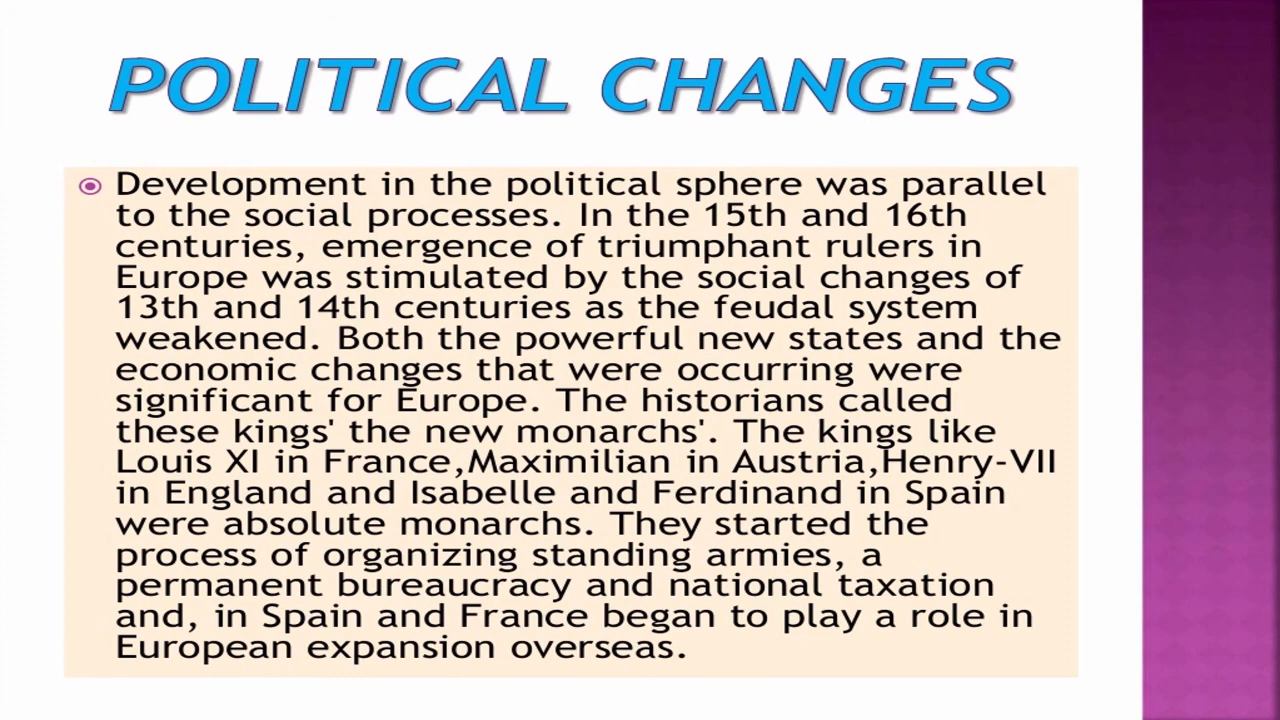 POLITICAL CHANGES
Development in the political sphere was parallel
to the social processes. In the 15th and 16th
centuries, emergence of triumphant rulers in
Europe was stimulated by the social changes of
13th and 14th centuries as the feudal system
weakened. Both the powerful new states and the
economic changes that were occurring were
significant for Europe. The historians called
these kings' the new monarchs'. The kings like
Louis XI in France,Maximilian in Austria,Henry-VII
in England and Isabelle and Ferdinand in Spain
were absolute monarchs. They started the
process of organizing standing armies, a
permanent bureaucracy and national taxation
and, in Spain and France began to play a role in
European expansion overseas.